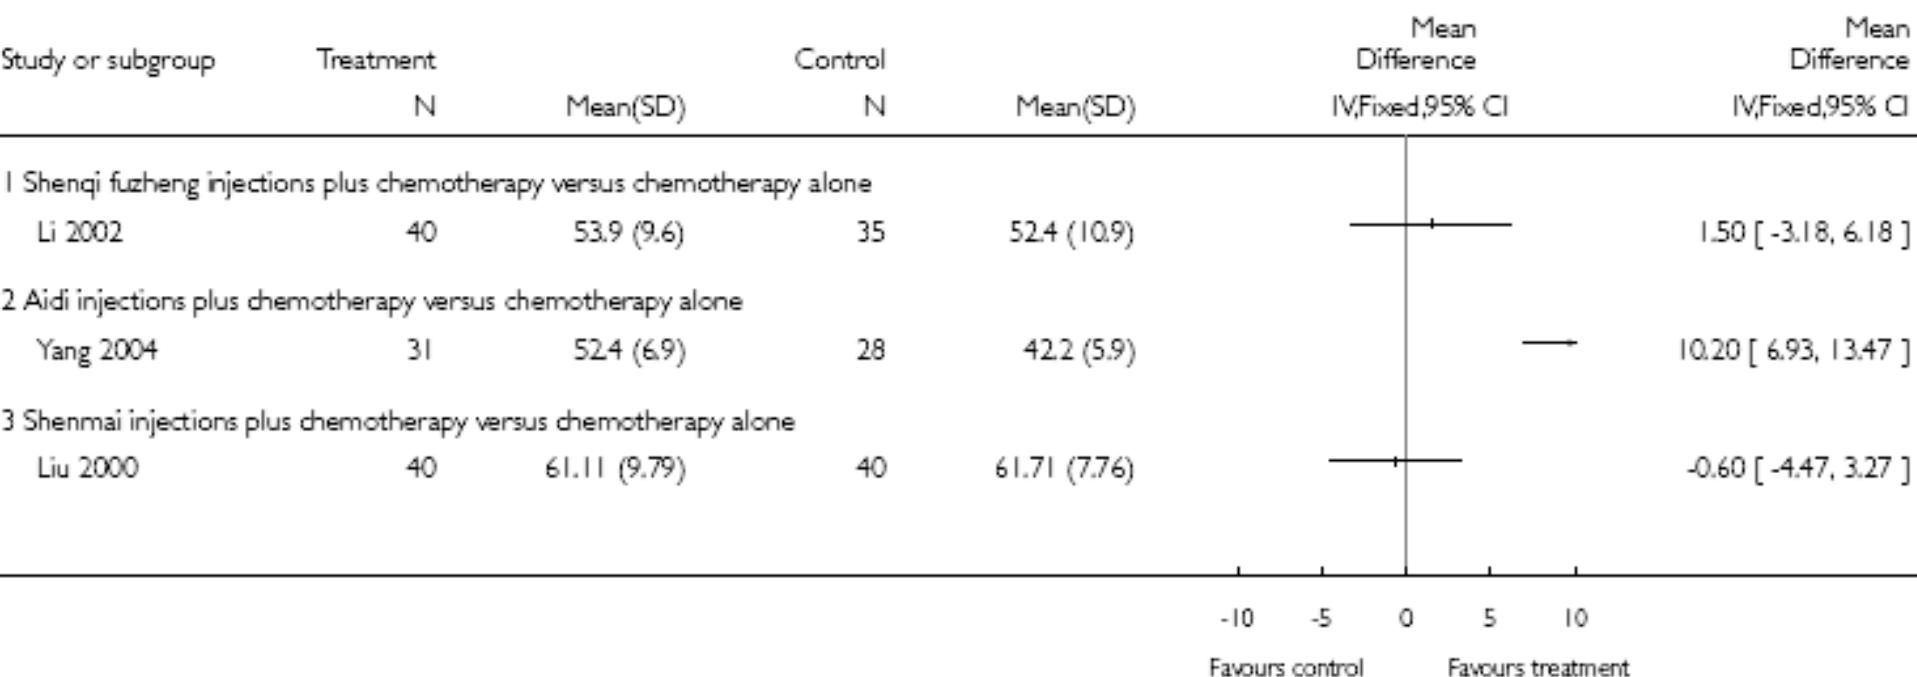 Mean Mean
Study or subgroup Treatment Control Difference Difference
N Mean(SD) N Mean(SD) IV,Fixed,95% CI IV,Fixed,95% CI
1 Shenqi fuzheng injections plus chemotherapy versus chemotherapy alone
Li 2002 40 53.9 (9.6) 35 52.4 (10.9) 1.50 [ -3.18, 6.18 ]
2 Aidi injections plus chemotherapy versus chemotherapy alone
Yang 2004 31 52.4 (6.9) 28 42.2 (5.9) 10.20 [ 6.93, 13.47 ]
3 Shenmai injections plus chemotherapy versus chemotherapy alone
Liu 2000 40 61.11 (9.79) 40 61.71 (7.76) -0.60 [ -4.47, 3.27 ]
-10 -5 0 5 10
Favours control Favours treatment